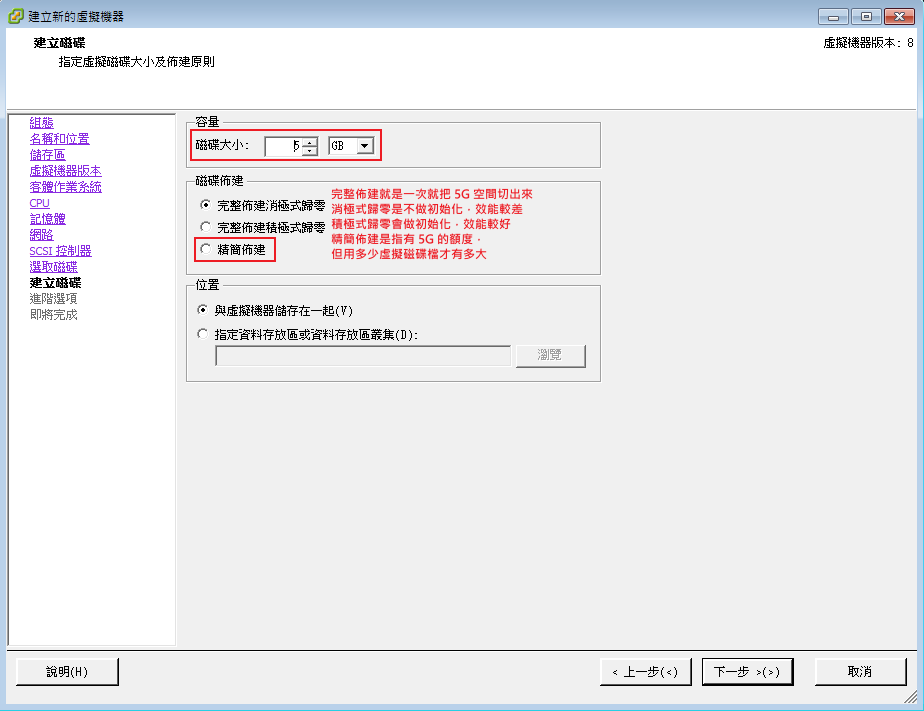 建立新的虛擬機器
建立磁碟
虛擬機器版本: 8
指定虛擬磁碟大小及佈建原則
組態
名稱和位置
儲存區
虛擬機器版本
客體作業系統
CPU
記憶體
網路
SCSI 控制器
選取磁碟
建立磁碟
進階選項
即將完成
容量
磁碟大小: 5 GB
磁碟佈建
完整佈建消極式歸零
完整佈建積極式歸零
精簡佈建
完整佈建就是一次就把 5G 空間切出來
消極式歸零是不做初始化，效能較差
積極式歸零會做初始化，效能較好
精簡佈建是指有 5G 的額度，
但用多少虛擬磁碟檔才有多大
位置
與虛擬機器儲存在一起(V)
指定資料存放區或資料存放區叢集(D):
瀏覽
說明(H)
< 上一步(<)
下一步 >(>)
取消